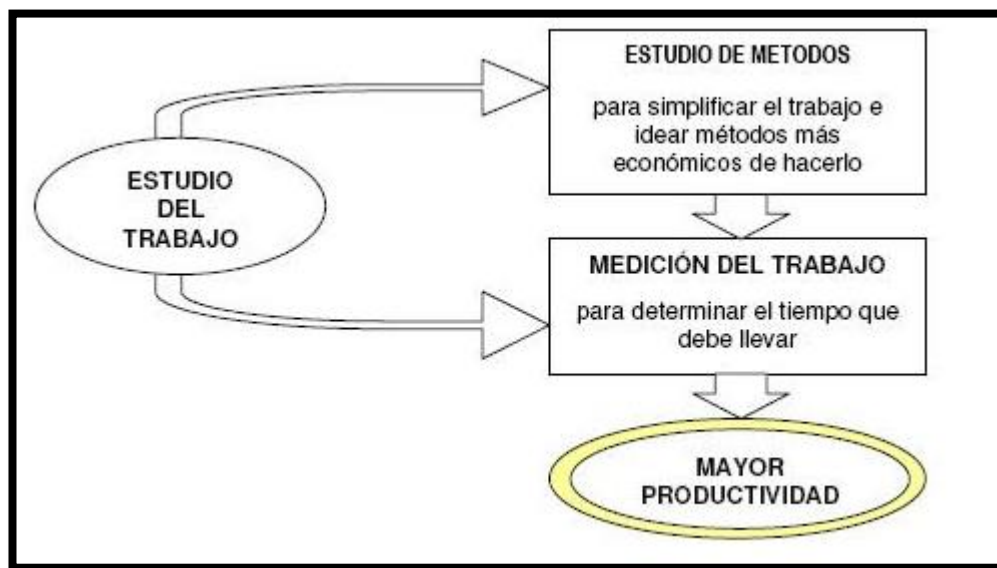 ESTUDIO
DEL
TRABAJO
ESTUDIO DE METODOS
para simplificar el trabajo e
idear métodos más
económicos de hacerlo
MEDICIÓN DEL TRABAJO
para determinar el tiempo que
debe llevar
MAYOR
PRODUCTIVIDAD